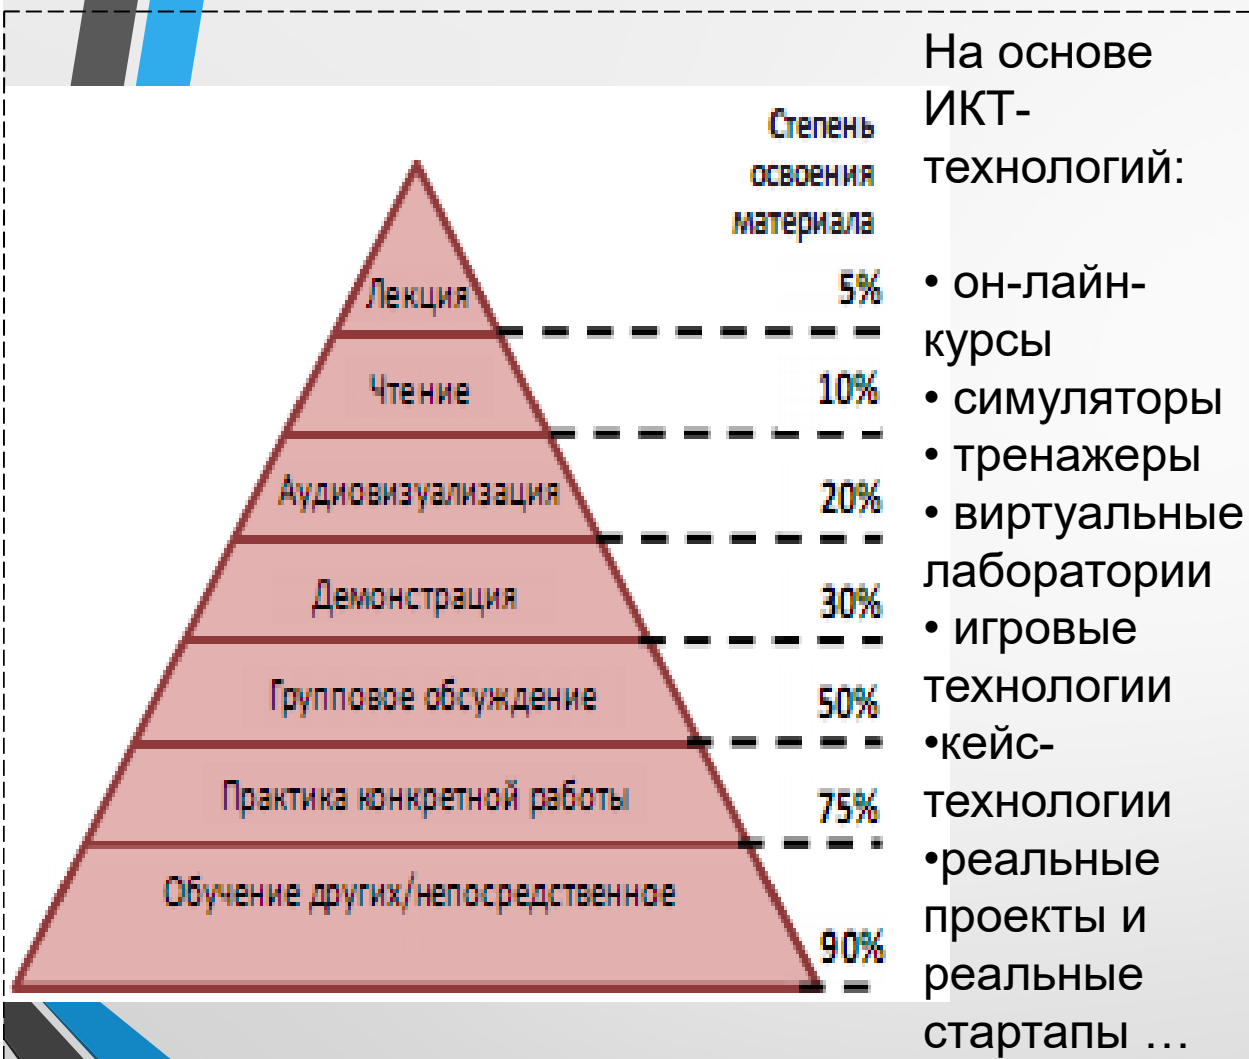 Степень
освоения
материала
Лекция
5%
Чтение
10%
Аудиовизуализация
20%
Демонстрация
30%
Групповое обсуждение
50%
Практика конкретной работы
75%
Обучение других/непосредственное
90%
На основе
ИКТ-
технологий:
• он-лайн-
курсы
• симуляторы
• тренажеры
• виртуальные
лаборатории
• игровые
технологии
•кейс-
технологии
•реальные
проекты и
реальные
стартапы ...